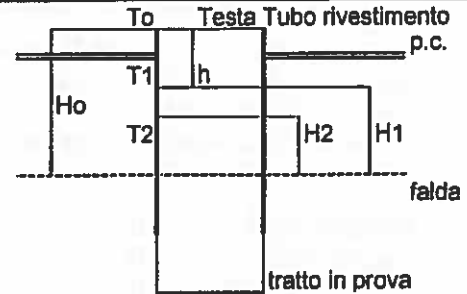 To Testa Tubo rivestimento
p.c.
T1 h
Ho
T2 H2 H1
falda
tratto in prova